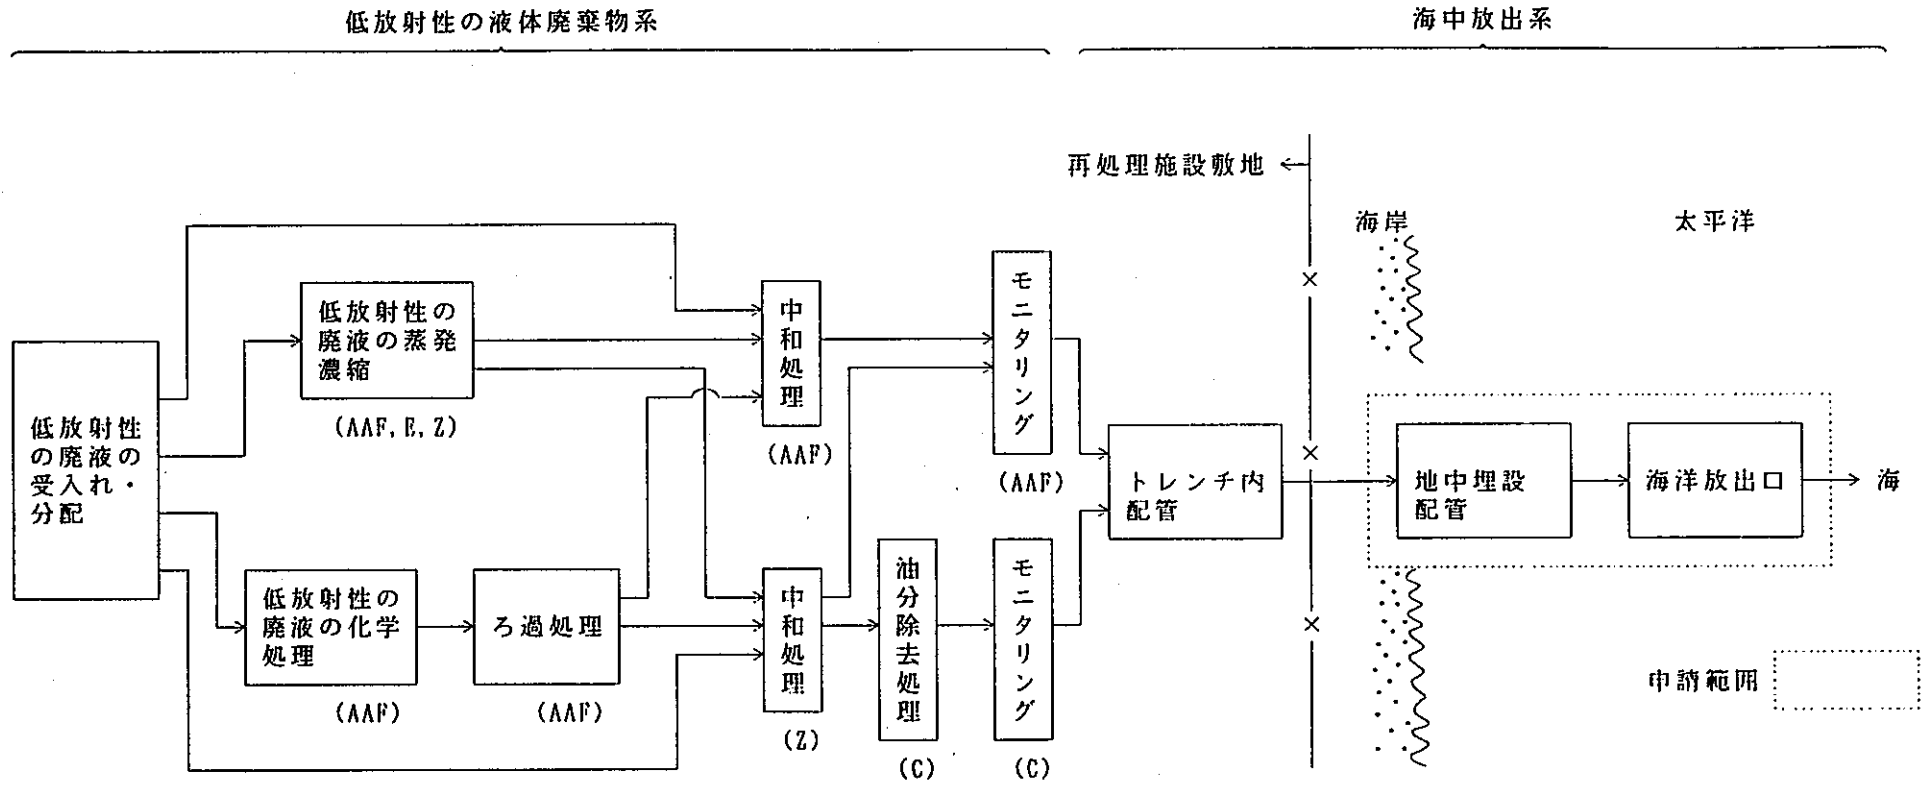 低放射性の液体廃棄物系
海中放出系
再処理施設敷地
海岸
太平洋
低放射性
の廃液の
受入れ・
分配
低放射性の
廃液の蒸発
濃縮
(AAF, E, Z)
低放射性の
廃液の化学
処理
(AAF)
ろ過処理
(AAF)
中和処理
(AAF)
中和処理
(Z)
油分除去処理
(C)
モニタリング
(AAF)
モニタリング
(C)
トレンチ内
配管
地中埋設
配管
海洋放出口
海
申請範囲